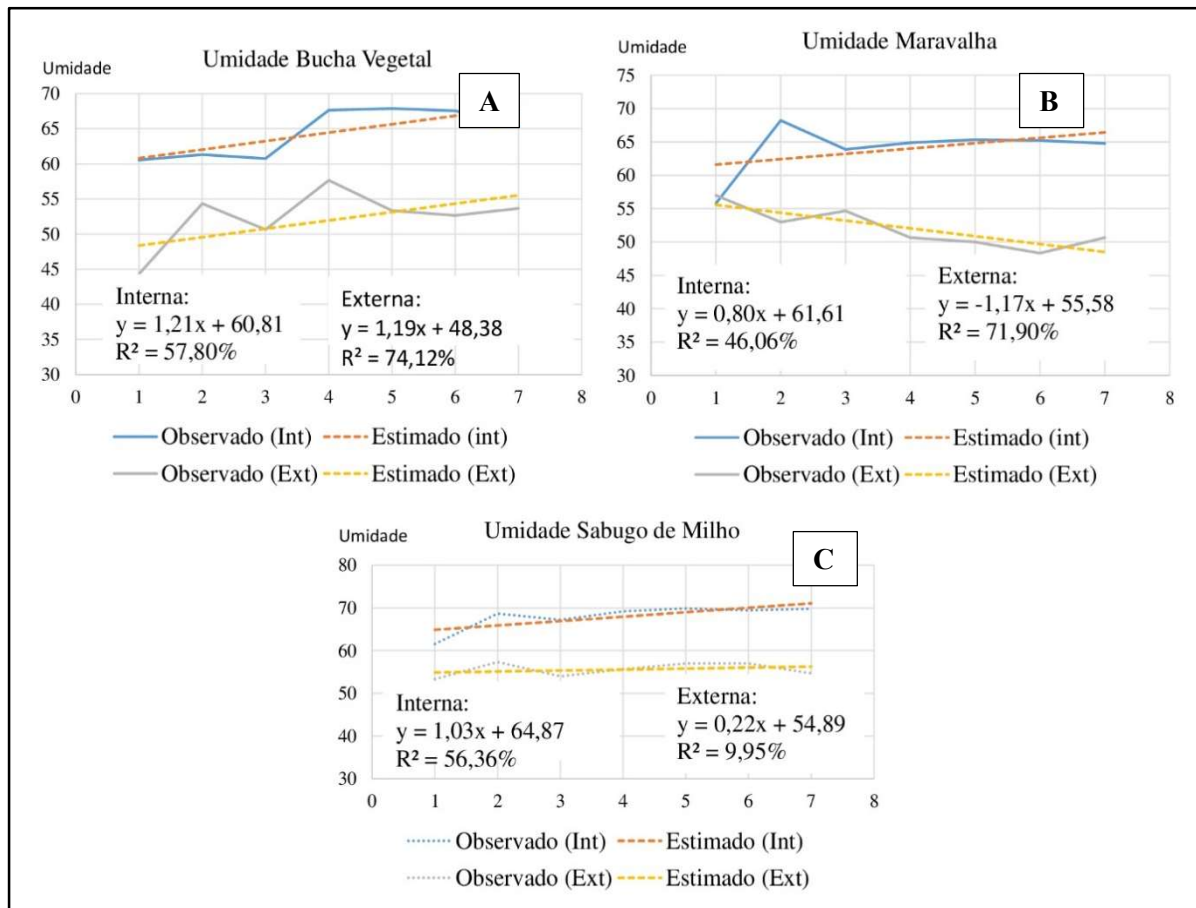 Umidade Bucha Vegetal
Umidade
A
70
65
60
55
50
45
40
35
30
Interna:
y = 1,21x + 60,81
R² = 57,80%
Externa:
y = 1,19x + 48,38
R² = 74,12%
0 1 2 3 4 5 6 7 8
Observado (Int) Estimado (int)
Observado (Ext) Estimado (Ext)
Umidade Maravalha
Umidade
B
75
70
65
60
55
50
45
40
35
30
Interna:
y = 0,80x + 61,61
R² = 46,06%
Externa:
y = -1,17x + 55,58
R² = 71,90%
0 1 2 3 4 5 6 7 8
Observado (Int) Estimado (int)
Observado (Ext) Estimado (Ext)
Umidade Sabugo de Milho
Umidade
C
80
70
60
50
40
30
Interna:
y = 1,03x + 64,87
R² = 56,36%
Externa:
y = 0,22x + 54,89
R² = 9,95%
0 1 2 3 4 5 6 7 8
Observado (Int) Estimado (Int)
Observado (Ext) Estimado (Ext)